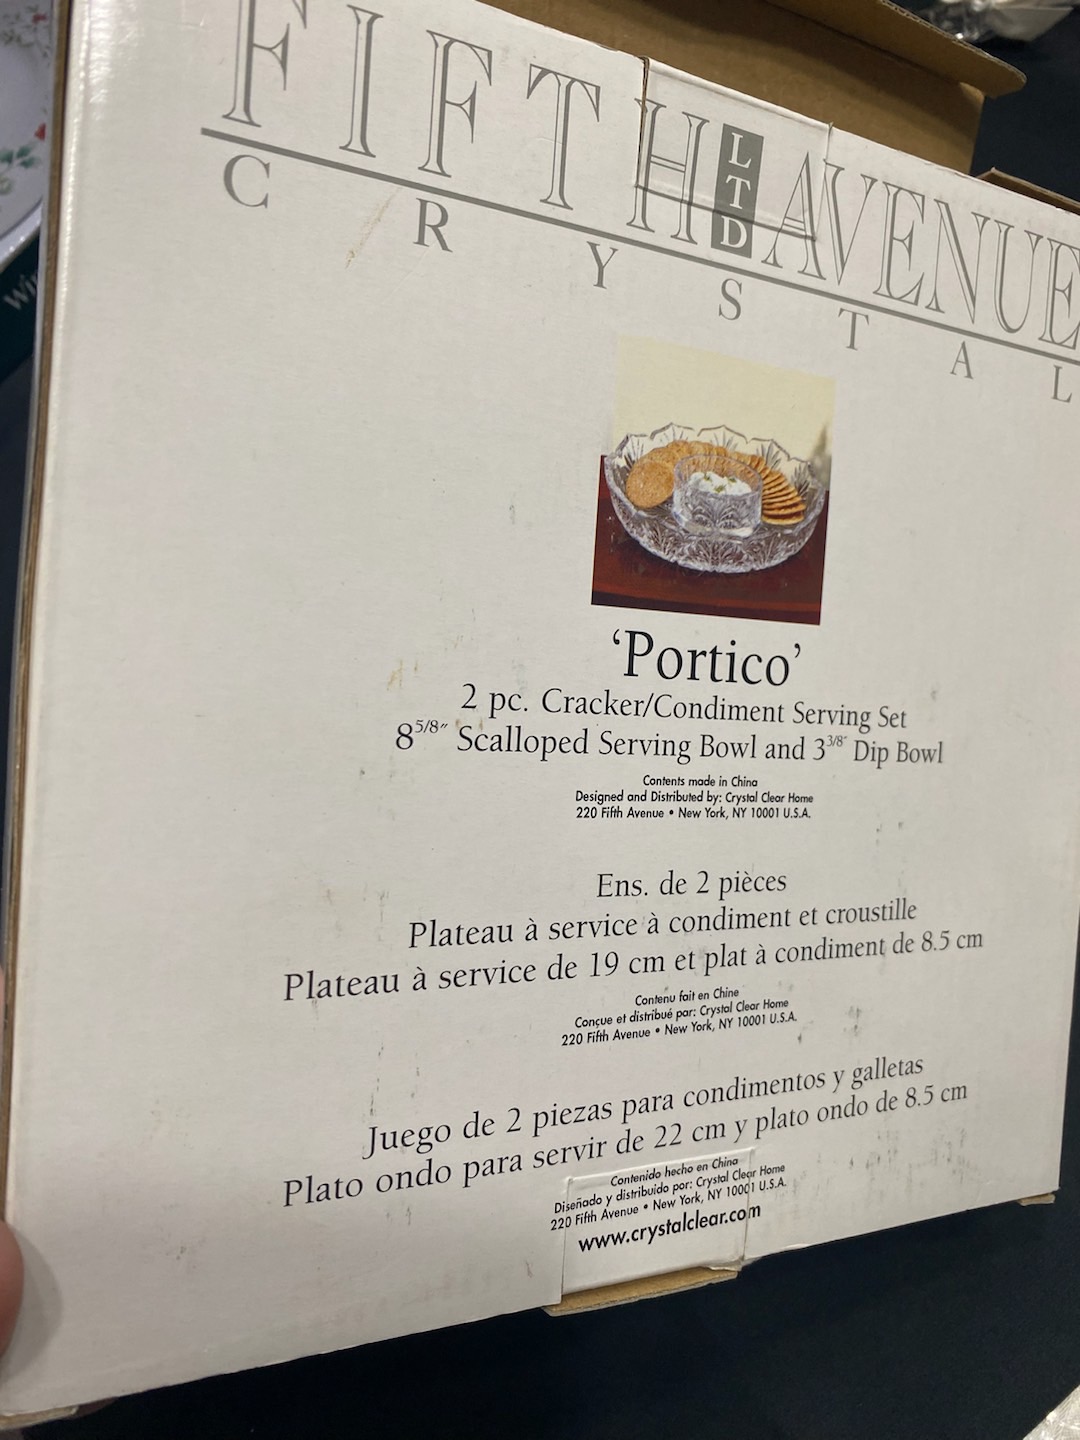 FIFTH LTD AVENUE
CRYSTAL
'Portico'
2 pc. Cracker/Condiment Serving Set
8 5/8" Scalloped Serving Bowl and 3 3/8" Dip Bowl
Contents made in China
Designed and Distributed by: Crystal Clear Home
220 Fifth Avenue • New York, NY 10001 U.S.A.
Ens. de 2 pièces
Plateau à service à condiment et croustille
Plateau à service de 19 cm et plat à condiment de 8.5 cm
Contenu fait en Chine
Conçue et distribué par: Crystal Clear Home
220 Fifth Avenue • New York, NY 10001 U.S.A.
Juego de 2 piezas para condimentos y galletas
Plato ondo para servir de 22 cm y plato ondo de 8.5 cm
Contenido hecho en China
Diseñado y distribuido por: Crystal Clear Home
220 Fifth Avenue • New York, NY 10001 U.S.A.
www.crystalclear.com